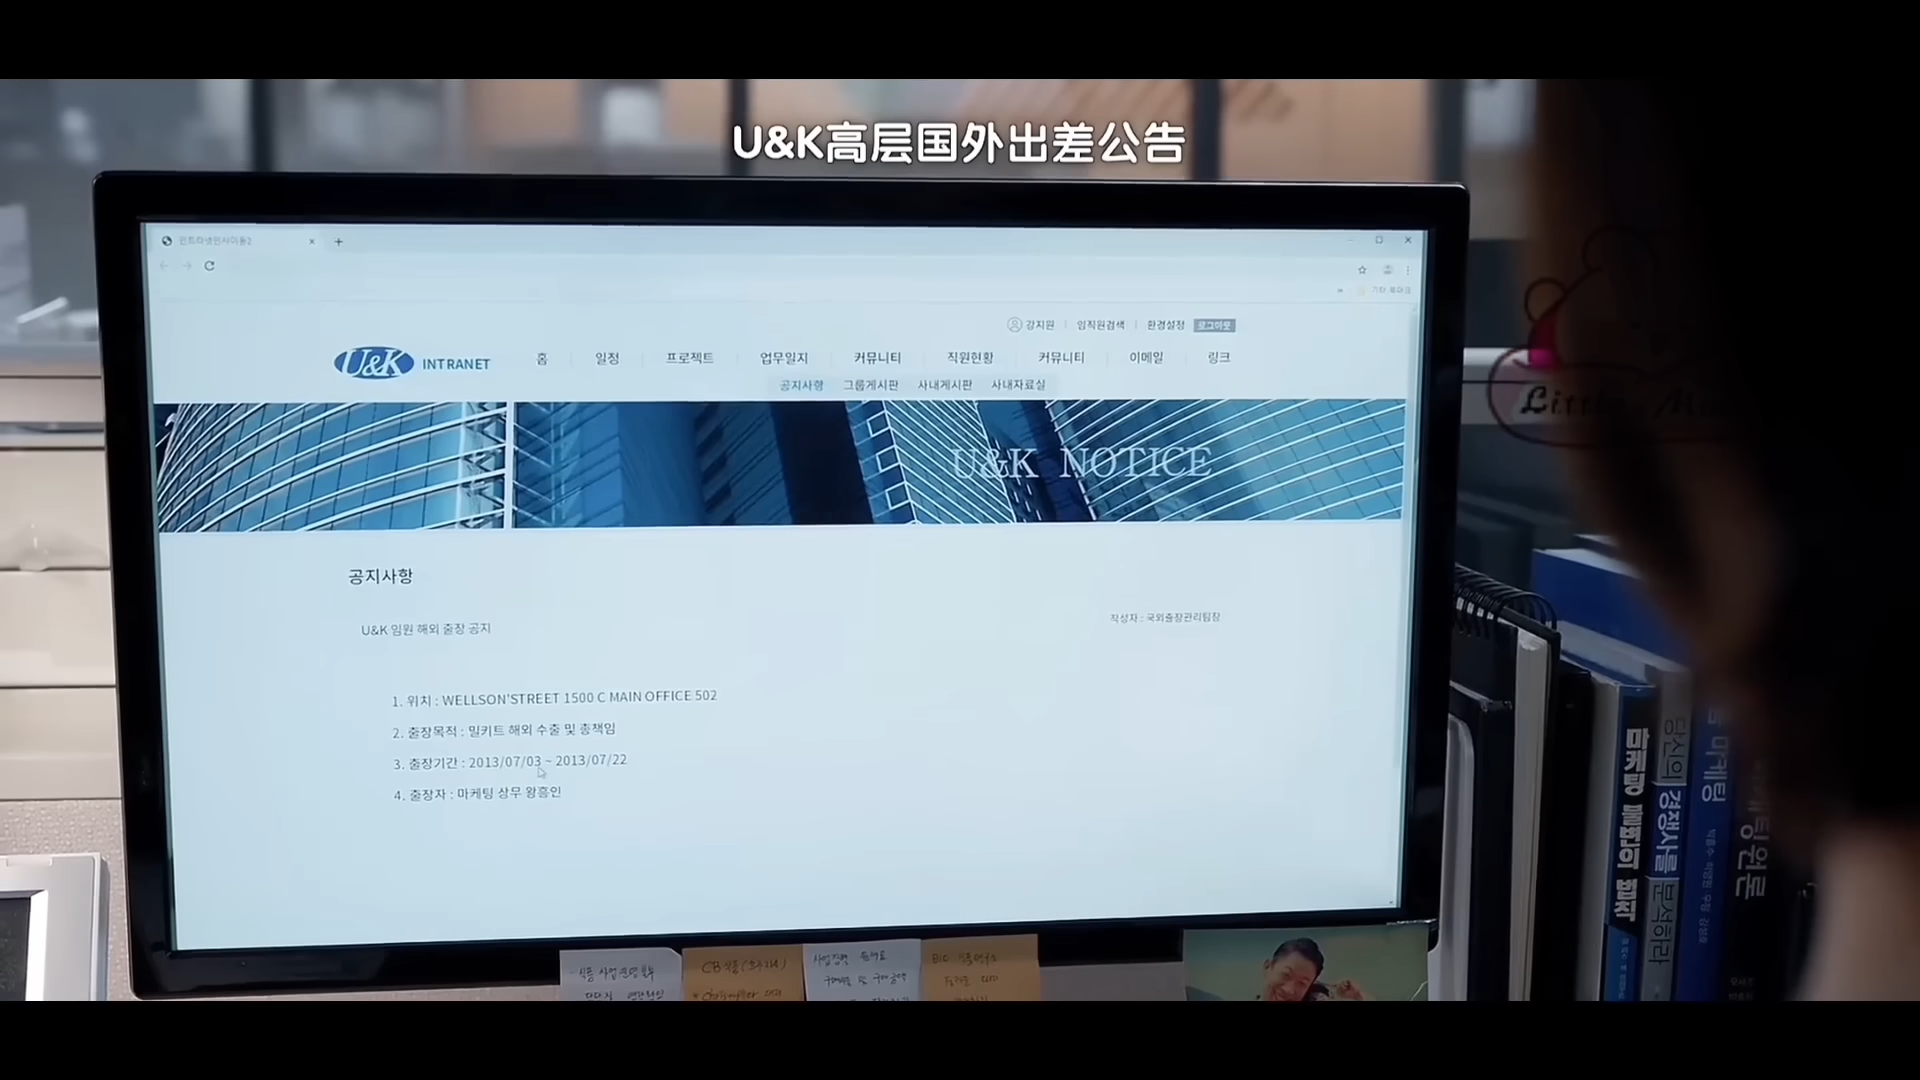 U&K高层国外出差公告
강지원 임직원검색 환경설정 로그아웃
U&K INTRANET 홈 일정 프로젝트 업무일지 커뮤니티 직원현황 커뮤니티 이메일 링크
공지사항 그룹게시판 사내게시판 사내자료실
U&K NOTICE
공지사항
U&K 임원 해외 출장 공지
작성자 : 국외출장관리팀장
1. 위치 : WELLSON'STREET 1500 C MAIN OFFICE 502
2. 출장목적 : 밀키트 해외 수출 및 총책임
3. 출장기간 : 2013/07/03 ~ 2013/07/22
4. 출장자 : 마케팅 상무 왕흥인
마케팅 불변의 법칙
당신의 경쟁사를 분석하라
마케팅
Little